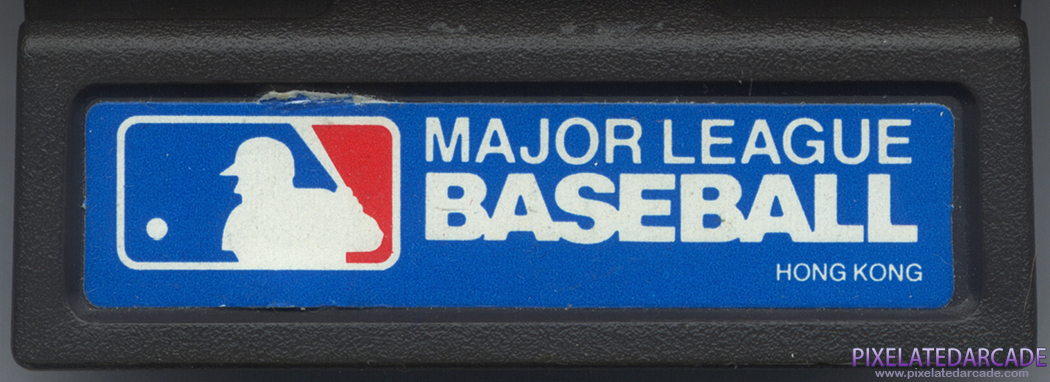 MAJOR LEAGUE
BASEBALL
HONG KONG
PIXELATEDARCADE
www.pixelatedarcade.com